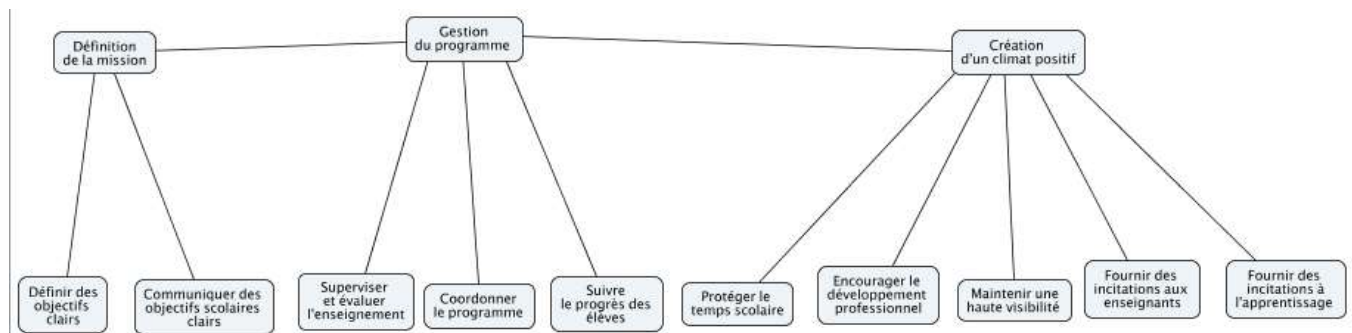 Définition
de la mission
Gestion
du programme
Création
d'un climat positif
Définir des
objectifs
clairs
Communiquer des
objectifs scolaires
clairs
Superviser
et évaluer
l'enseignement
Coordonner
le programme
Suivre
le progrès des
élèves
Protéger le
temps scolaire
Encourager le
développement
professionnel
Maintenir une
haute visibilité
Fournir des
incitations aux
enseignants
Fournir des
incitations à
l'apprentissage